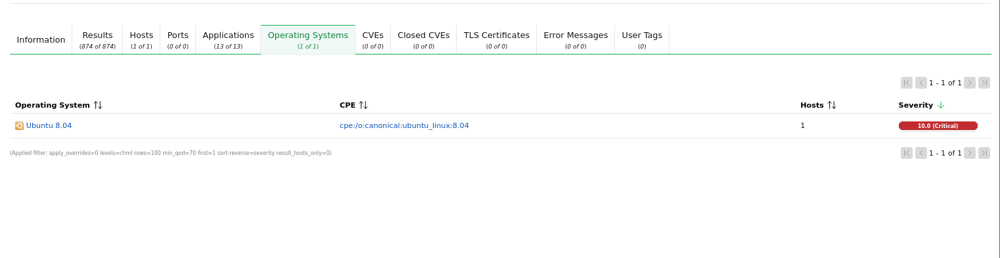 Information Results Hosts Ports Applications Operating Systems CVEs Closed CVEs TLS Certificates Error Messages User Tags
(874 of 874) (1 of 1) (0 of 0) (13 of 13) (1 of 1) (0 of 0) (0 of 0) (0 of 0) (0 of 0) (0)
1 - 1 of 1
Operating System CPE Hosts Severity
Ubuntu 8.04 cpe:/o:canonical:ubuntu_linux:8.04 1 10.0 (Critical)
(Applied filter: apply_overrides=0 levels=chml rows=100 min_qod=70 first=1 sort-reverse=severity result_hosts_only=0) 1 - 1 of 1